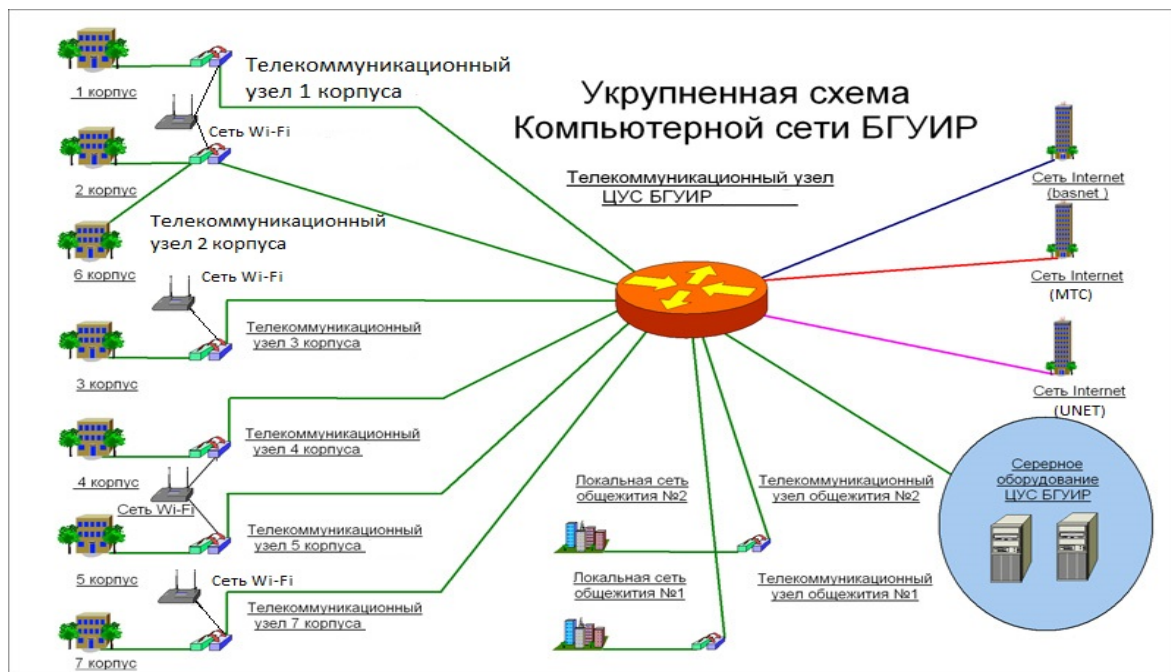 Укрупненная схема
Компьютерной сети БГУИР
Телекоммуникационный узел
ЦУС БГУИР
1 корпус
Телекоммуникационный
узел 1 корпуса
Сеть Wi-Fi
2 корпус
Телекоммуникационный
узел 2 корпуса
6 корпус
Сеть Wi-Fi
3 корпус
Телекоммуникационный
узел 3 корпуса
4 корпус
Телекоммуникационный
узел 4 корпуса
Сеть Wi-Fi
5 корпус
Телекоммуникационный
узел 5 корпуса
Сеть Wi-Fi
7 корпус
Телекоммуникационный
узел 7 корпуса
Локальная сеть
общежития №2
Телекоммуникационный
узел общежития №2
Локальная сеть
общежития №1
Телекоммуникационный
узел общежития №1
Сеть Internet
(basnet )
Сеть Internet
(МТС)
Сеть Internet
(UNET)
Серерное
оборудование
ЦУС БГУИР